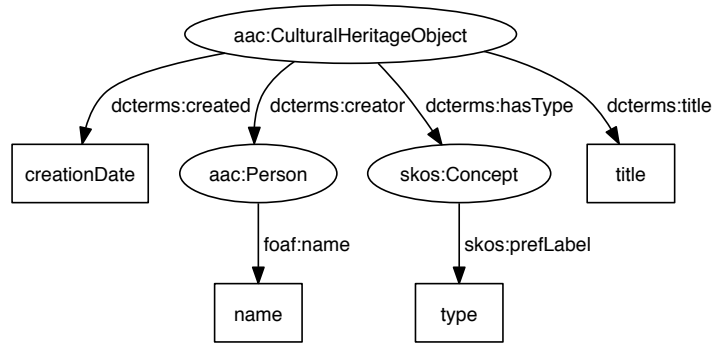 aac:CulturalHeritageObject
dcterms:created
dcterms:creator
dcterms:hasType
dcterms:title
creationDate
aac:Person
skos:Concept
title
foaf:name
skos:prefLabel
name
type